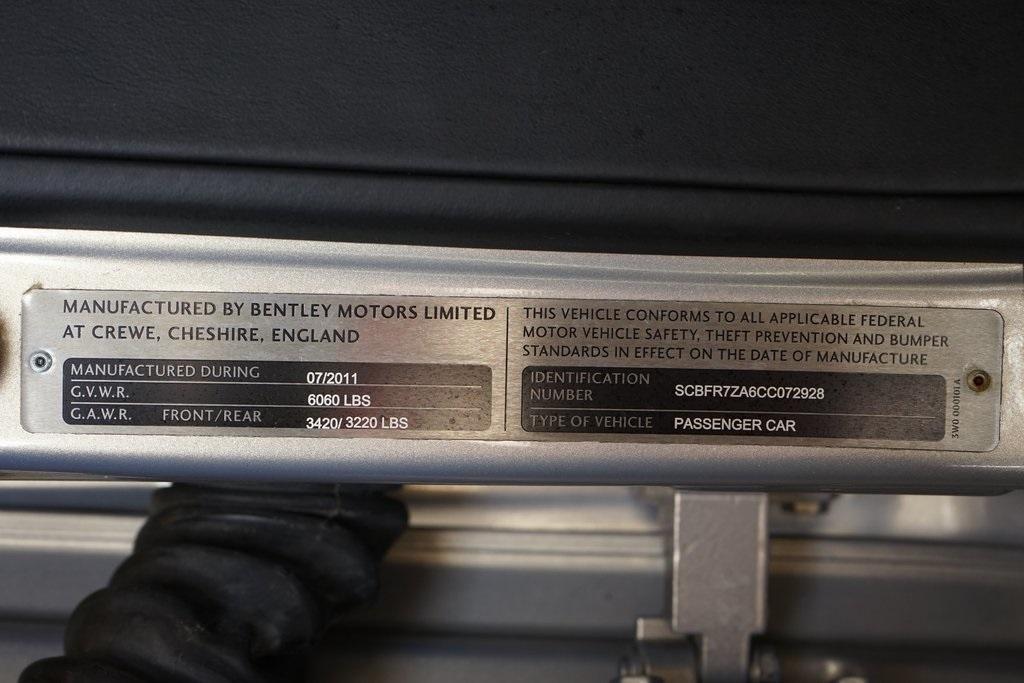 MANUFACTURED BY BENTLEY MOTORS LIMITED
AT CREWE, CHESHIRE, ENGLAND
MANUFACTURED DURING 07/2011
G.V.W.R. 6060 LBS
G.A.W.R. FRONT/REAR 3420/ 3220 LBS
THIS VEHICLE CONFORMS TO ALL APPLICABLE FEDERAL
MOTOR VEHICLE SAFETY, THEFT PREVENTION AND BUMPER
STANDARDS IN EFFECT ON THE DATE OF MANUFACTURE
IDENTIFICATION
NUMBER SCBFR7ZA6CC072928
TYPE OF VEHICLE PASSENGER CAR
3W0 000101 A